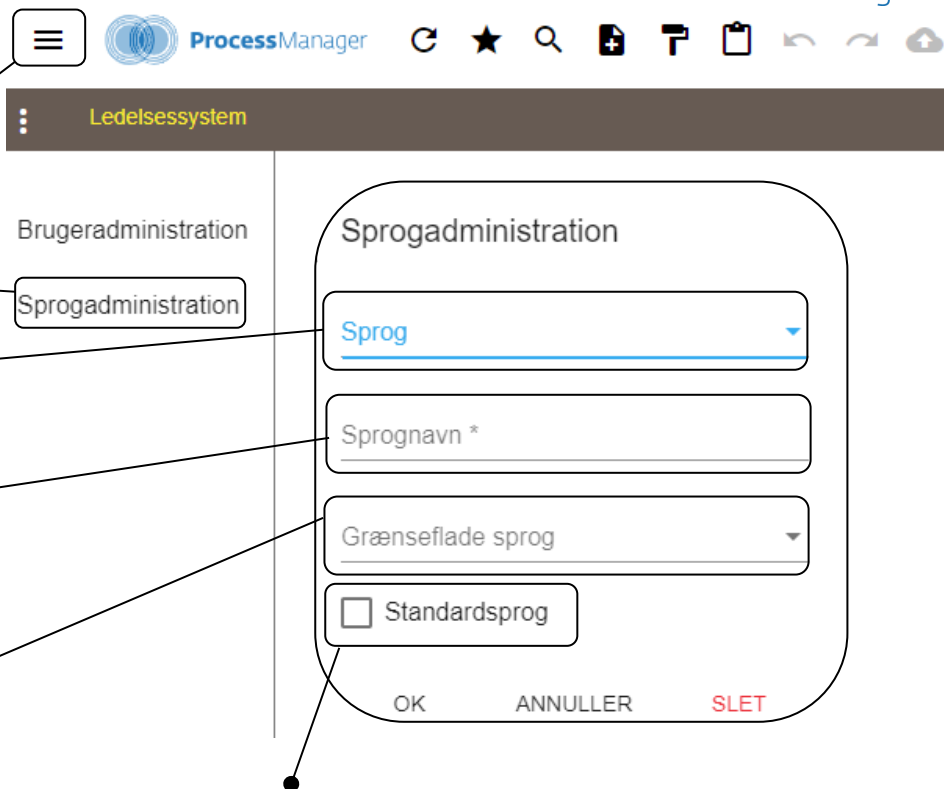 ProcessManager
Ledelsessystem
Brugeradministration
Sprogadministration
Sprogadministration
Sprog
Sprognavn *
Grænseflade sprog
Standardsprog
OK ANNULLER SLET